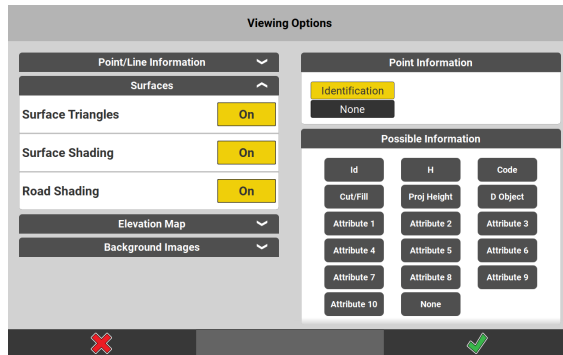 Viewing Options
Point/Line Information
Surfaces
Surface Triangles On
Surface Shading On
Road Shading On
Elevation Map
Background Images
Point Information
Identification
None
Possible Information
Id H Code
Cut/Fill Proj Height D Object
Attribute 1 Attribute 2 Attribute 3
Attribute 4 Attribute 5 Attribute 6
Attribute 7 Attribute 8 Attribute 9
Attribute 10 None